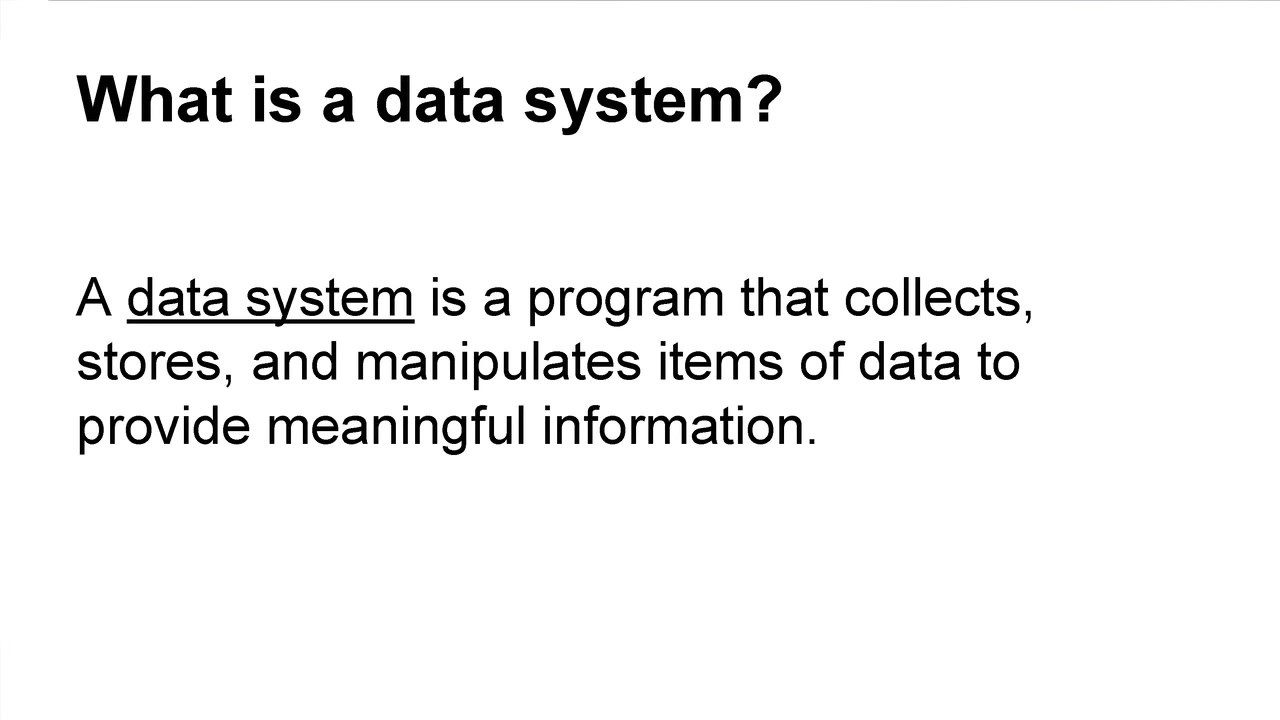 What is a data system?
A data system is a program that collects,
stores, and manipulates items of data to
provide meaningful information.